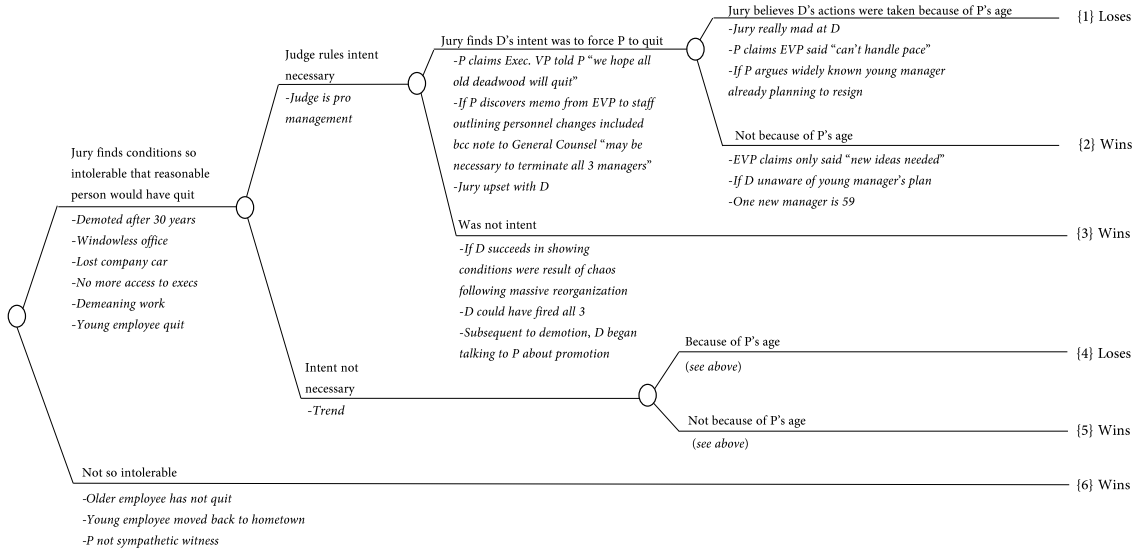 Jury believes D's actions were taken because of P's age
{1} Loses
-Jury really mad at D
-P claims EVP said "can't handle pace"
-If P argues widely known young manager
already planning to resign
Not because of P's age
{2} Wins
-EVP claims only said "new ideas needed"
-If D unaware of young manager's plan
-One new manager is 59
Jury finds D's intent was to force P to quit
-P claims Exec. VP told P "we hope all
old deadwood will quit"
-If P discovers memo from EVP to staff
outlining personnel changes included
bcc note to General Counsel "may be
necessary to terminate all 3 managers"
-Jury upset with D
Was not intent
{3} Wins
-If D succeeds in showing
conditions were result of chaos
following massive reorganization
-D could have fired all 3
-Subsequent to demotion, D began
talking to P about promotion
Judge rules intent
necessary
-Judge is pro
management
Jury finds conditions so
intolerable that reasonable
person would have quit
-Demoted after 30 years
-Windowless office
-Lost company car
-No more access to execs
-Demeaning work
-Young employee quit
Intent not
necessary
-Trend
Because of P's age
{4} Loses
(see above)
Not because of P's age
{5} Wins
(see above)
Not so intolerable
{6} Wins
-Older employee has not quit
-Young employee moved back to hometown
-P not sympathetic witness